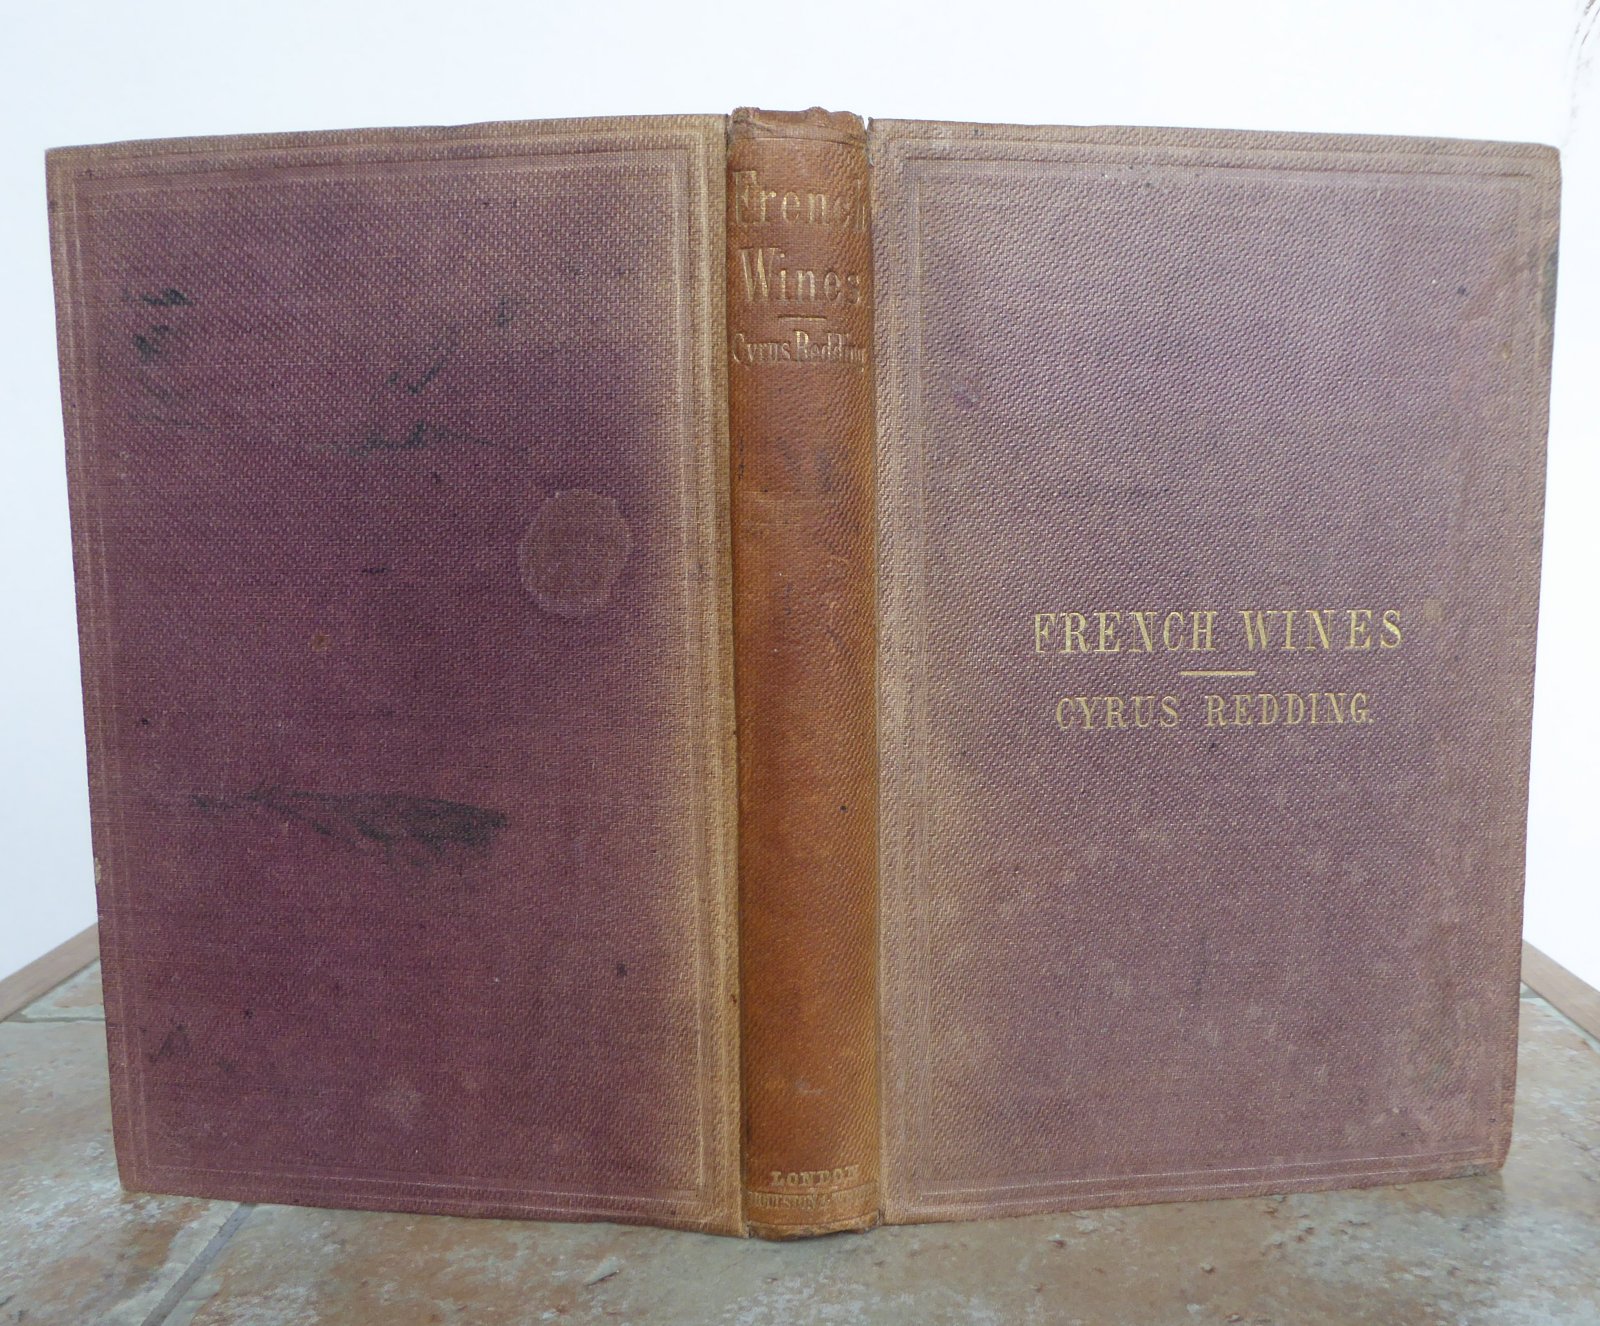 French
Wines
Cyrus Redding
LONDON
FRENCH WINES
CYRUS REDDING.